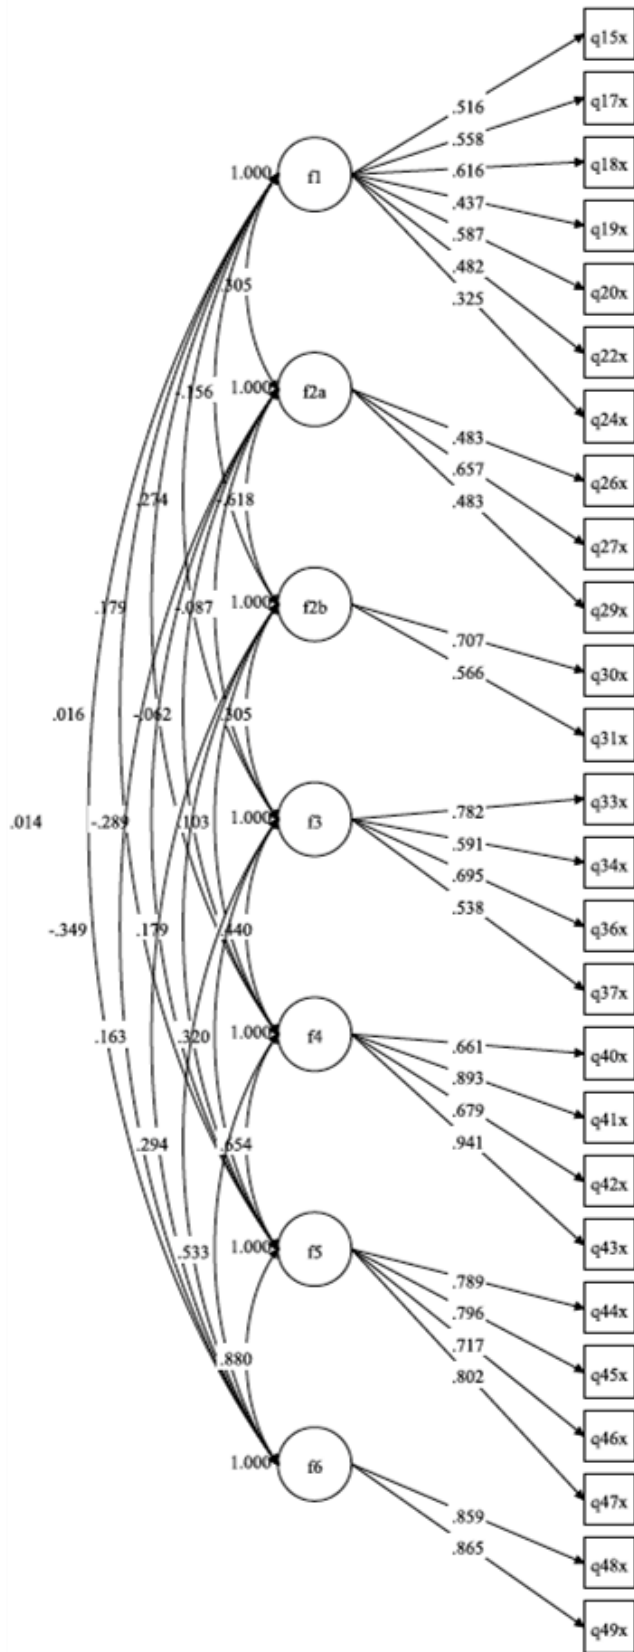 q15x
q17x
.516
.558
q18x
1.000
f1
.616
.437
q19x
.587
.482
q20x
.305
.325
q22x
1.000
f2a
-.156
q24x
.483
.657
q26x
.274
-.618
.483
q27x
1.000
f2b
q29x
.179
-.087
.707
.566
q30x
.016
-.062
.305
q31x
q33x
.014
-.289
.103
1.000
f3
.782
.591
q34x
.695
.538
q36x
-.349
.179
.440
q37x
1.000
f4
.163
.320
.661
q40x
.893
.679
q41x
.294
.654
.941
q42x
1.000
f5
.533
q43x
.789
.796
q44x
.717
.802
q45x
.880
q46x
1.000
f6
q47x
.859
.865
q48x
q49x